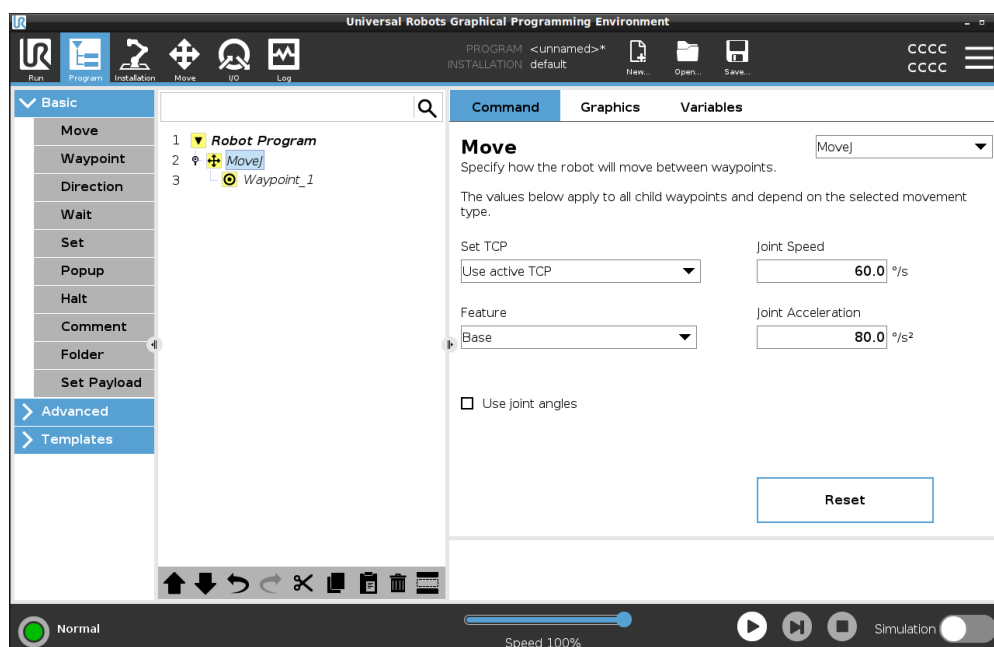 UR
Universal Robots Graphical Programming Environment
UR
Run
Program
Installation
Move
I/O
Log
PROGRAM <unnamed>*
INSTALLATION default
New...
Open...
Save...
CCCC
CCCC
Basic
Move
Waypoint
Direction
Wait
Set
Popup
Halt
Comment
Folder
Set Payload
Advanced
Templates
1 Robot Program
2 MoveJ
3 Waypoint_1
Command Graphics Variables
Move
MoveJ
Specify how the robot will move between waypoints.
The values below apply to all child waypoints and depend on the selected movement
type.
Set TCP
Use active TCP
Joint Speed
60.0 °/s
Feature
Base
Joint Acceleration
80.0 °/s²
Use joint angles
Reset
Normal
Speed 100%
Simulation